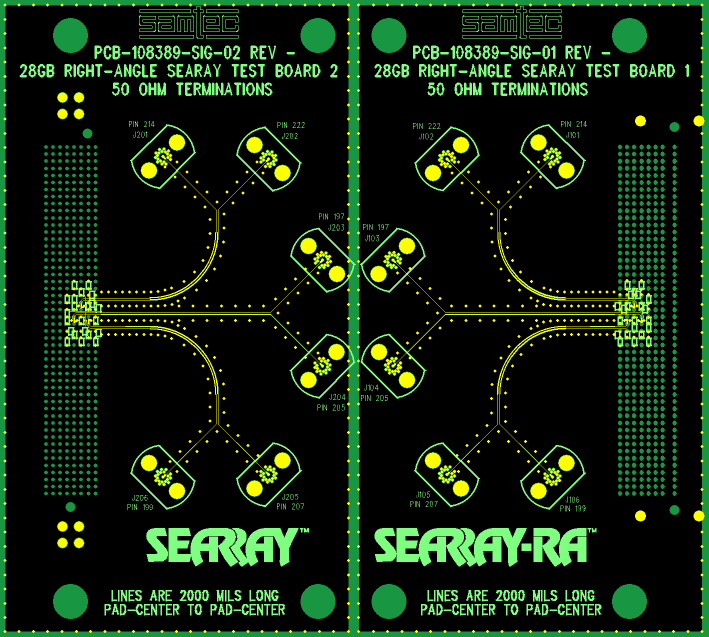 samtec
PCB-108389-SIG-02 REV -
28GB RIGHT-ANGLE SEARAY TEST BOARD 2
50 OHM TERMINATIONS
PIN 214
J201
PIN 222
J202
PIN 197
J203
J204
PIN 205
J206
PIN 199
J205
PIN 207
SEARAY™
LINES ARE 2000 MILS LONG
PAD-CENTER TO PAD-CENTER
samtec
PCB-108389-SIG-01 REV -
28GB RIGHT-ANGLE SEARAY TEST BOARD 1
50 OHM TERMINATIONS
PIN 222
J102
PIN 214
J101
PIN 197
J103
J104
PIN 205
J105
PIN 207
J106
PIN 199
SEARAY-RA™
LINES ARE 2000 MILS LONG
PAD-CENTER TO PAD-CENTER